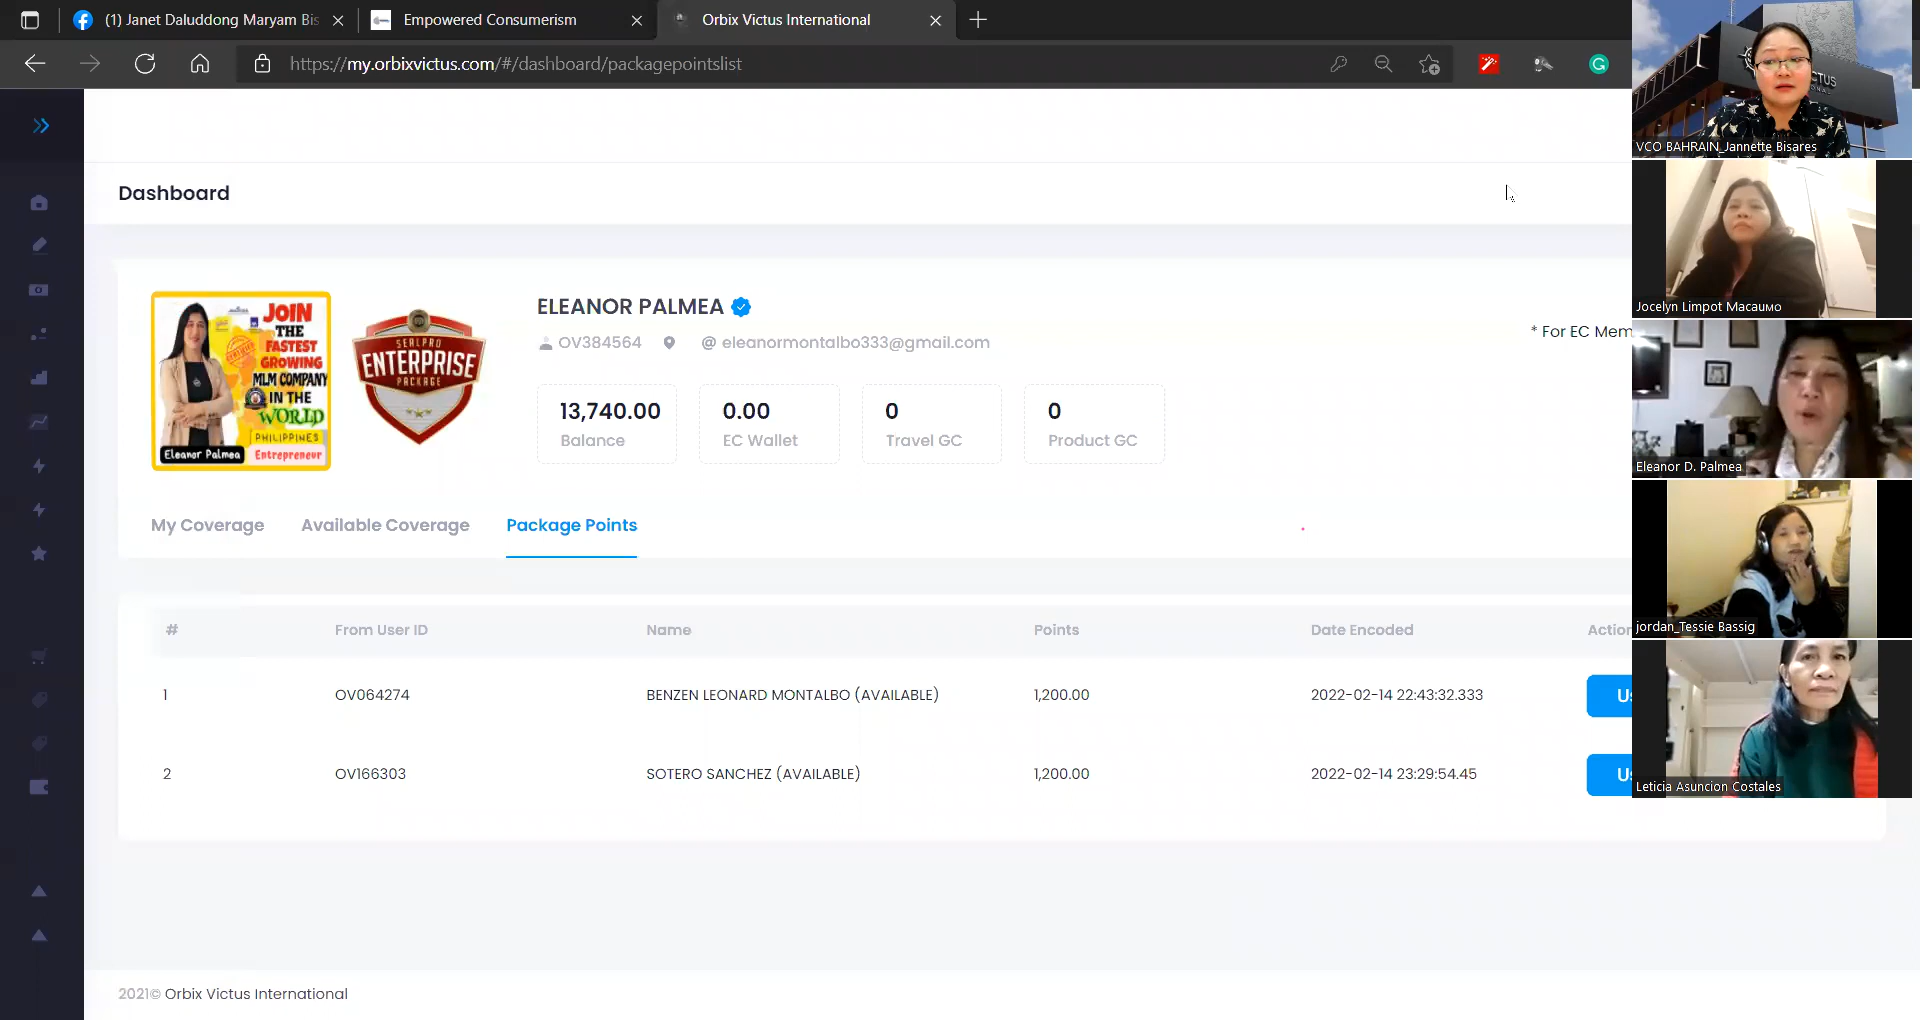 (1) Janet Daluddong Maryam Bis
Empowered Consumerism
Orbix Victus International
https://my.orbixvictus.com/#/dashboard/packagepointslist
Dashboard
JOIN
THE
FASTEST
GROWING
MLM COMPANY
IN THE
WORLD
PHILIPPINES
Eleanor Palmea
Entrepreneur
SEALPRO
ENTERPRISE
PACKAGE
ELEANOR PALMEA
OV384564
@ eleanormontalbo333@gmail.com
* For EC Mem
13,740.00
Balance
0.00
EC Wallet
0
Travel GC
0
Product GC
My Coverage
Available Coverage
Package Points
# From User ID Name Points Date Encoded Action
1 OV064274 BENZEN LEONARD MONTALBO (AVAILABLE) 1,200.00 2022-02-14 22:43:32.333
2 OV166303 SOTERO SANCHEZ (AVAILABLE) 1,200.00 2022-02-14 23:29:54.45
2021© Orbix Victus International
VCO BAHRAIN_Jannette Bisares
Jocelyn Limpot Macaumo
Eleanor D. Palmea
jordan_Tessie Bassig
Leticia Asuncion Costales